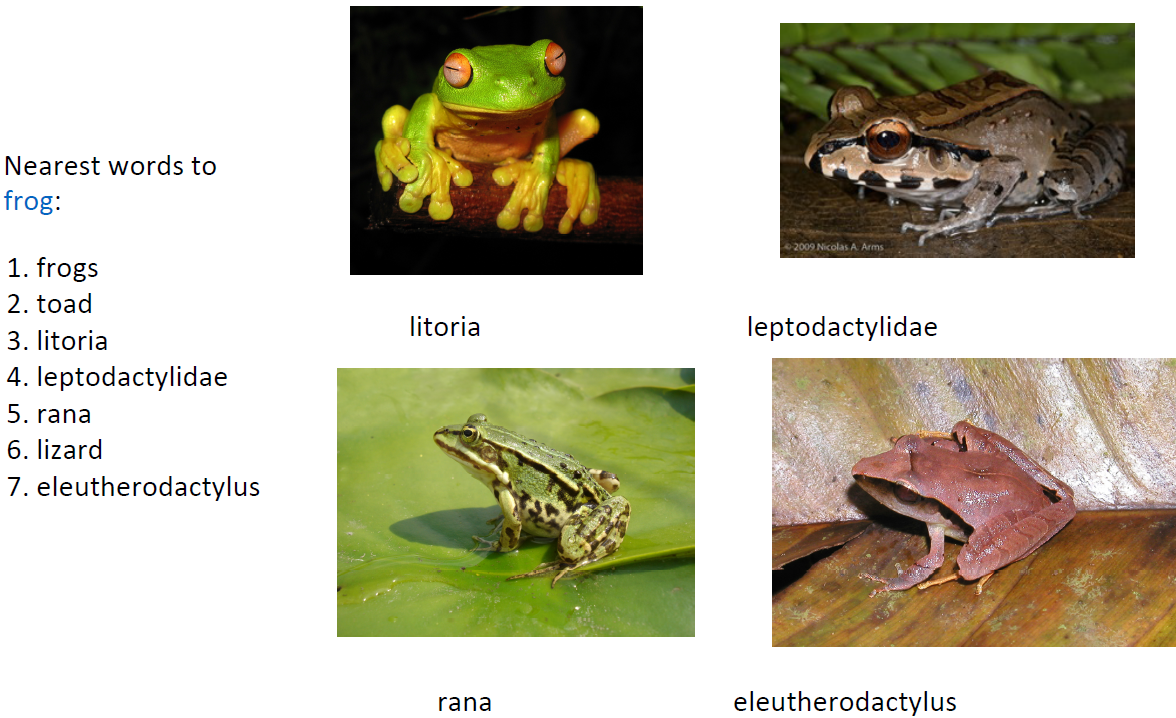 Nearest words to
frog:
1. frogs
2. toad
3. litoria
4. leptodactylidae
5. rana
6. lizard
7. eleutherodactylus
© 2009 Nicolas A. Arms
litoria
leptodactylidae
rana
eleutherodactylus